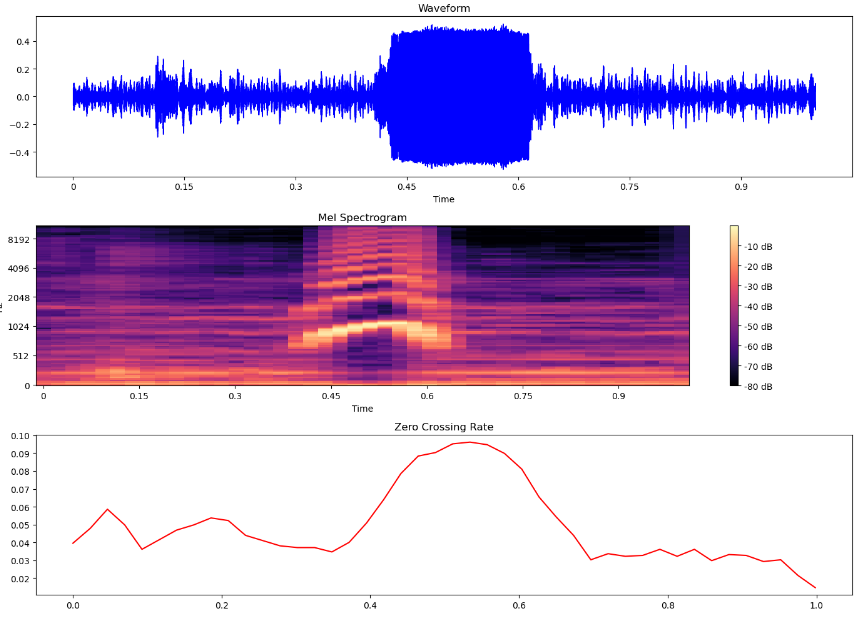 Waveform
0.4
0.2
0.0
−0.2
−0.4
0 0.15 0.3 0.45 0.6 0.75 0.9
Time
Mel Spectrogram
8192
4096
2048
1024
512
0
0 0.15 0.3 0.45 0.6 0.75 0.9
Time
-10 dB
-20 dB
-30 dB
-40 dB
-50 dB
-60 dB
-70 dB
-80 dB
Zero Crossing Rate
0.10
0.09
0.08
0.07
0.06
0.05
0.04
0.03
0.02
0.0 0.2 0.4 0.6 0.8 1.0